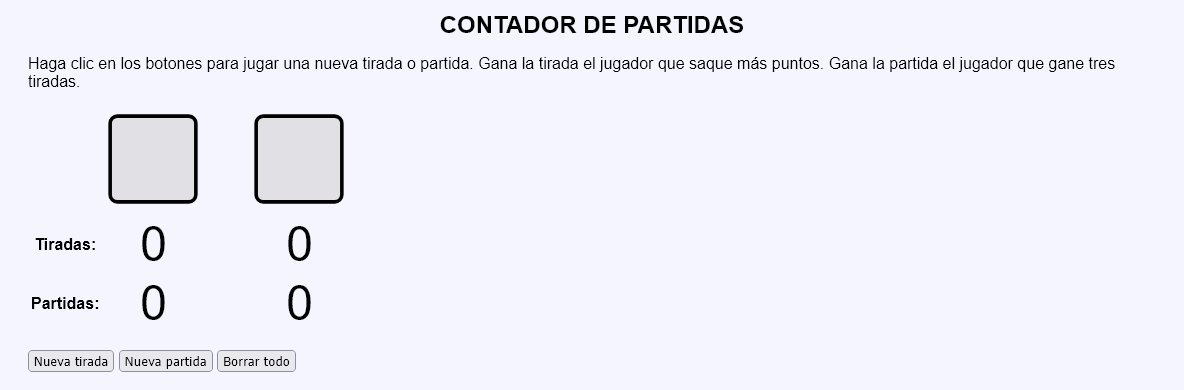 CONTADOR DE PARTIDAS
Haga clic en los botones para jugar una nueva tirada o partida. Gana la tirada el jugador que saque más puntos. Gana la partida el jugador que gane tres
tiradas.
Tiradas: 0 0
Partidas: 0 0
Nueva tirada Nueva partida Borrar todo